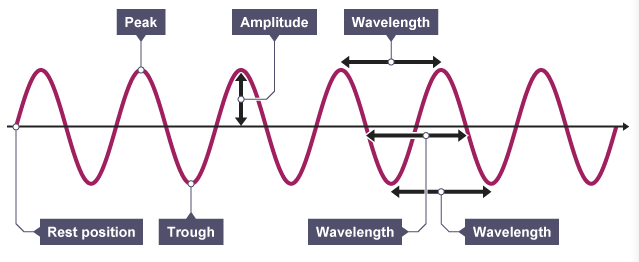 Peak
Amplitude
Wavelength
Rest position
Trough
Wavelength
Wavelength